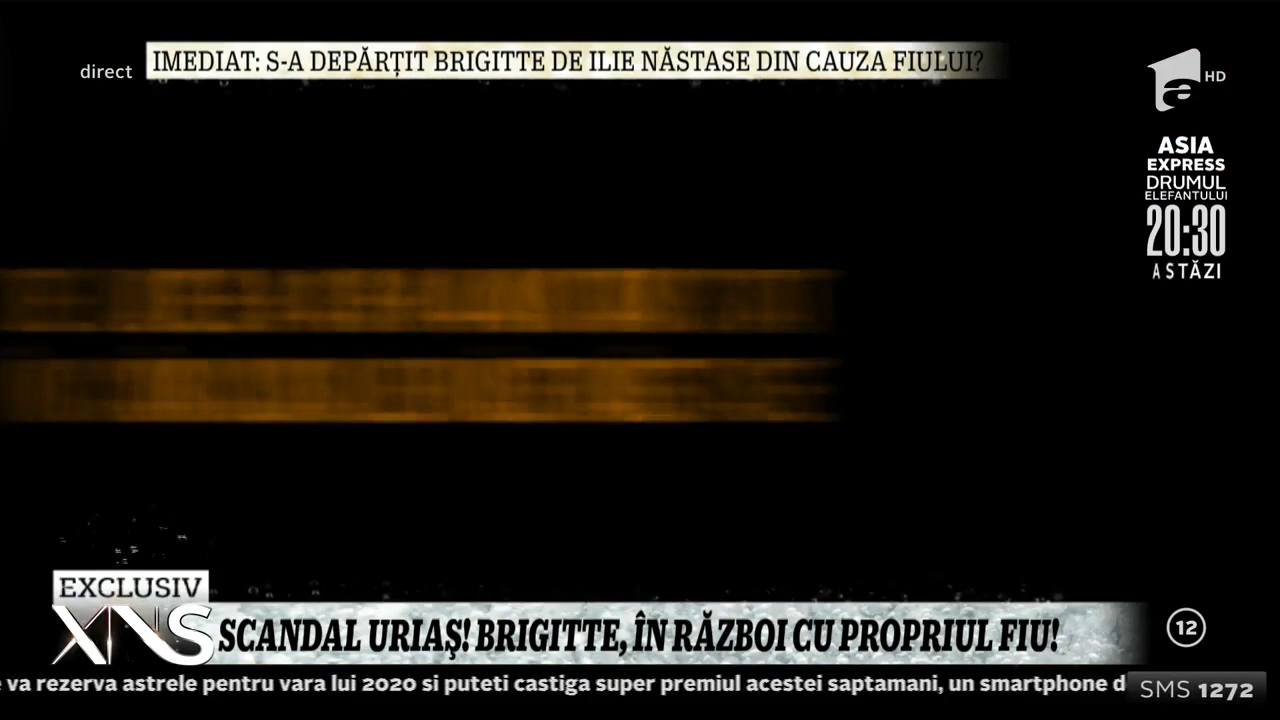 direct
IMEDIAT: S-A DEPĂRȚIT BRIGITTE DE ILIE NĂSTASE DIN CAUZA FIULUI?
a HD
ASIA
EXPRESS
DRUMUL
ELEFANTULUI
20:30
ASTĂZI
EXCLUSIV
XNS
SCANDAL URIAȘ! BRIGITTE, ÎN RĂZBOI CU PROPRIUL FIU!
12
e va rezerva astrele pentru vara lui 2020 si puteti castiga super premiul acestei saptamani, un smartphone d
SMS 1272